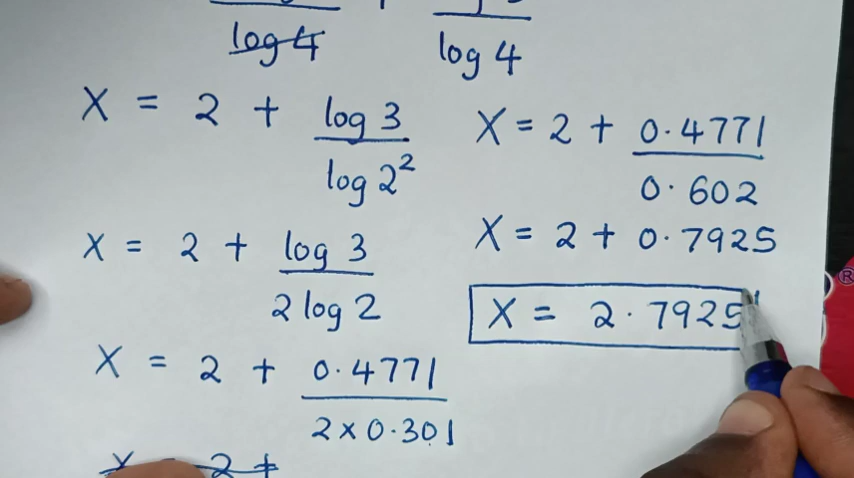 log 4 log 4
X = 2 + log 3
log 2²
X = 2 + log 3
2 log 2
X = 2 + 0.4771
2 x 0.301
X = 2 +
X = 2 + 0.4771
0.602
X = 2 + 0.7925
X = 2.7925
®